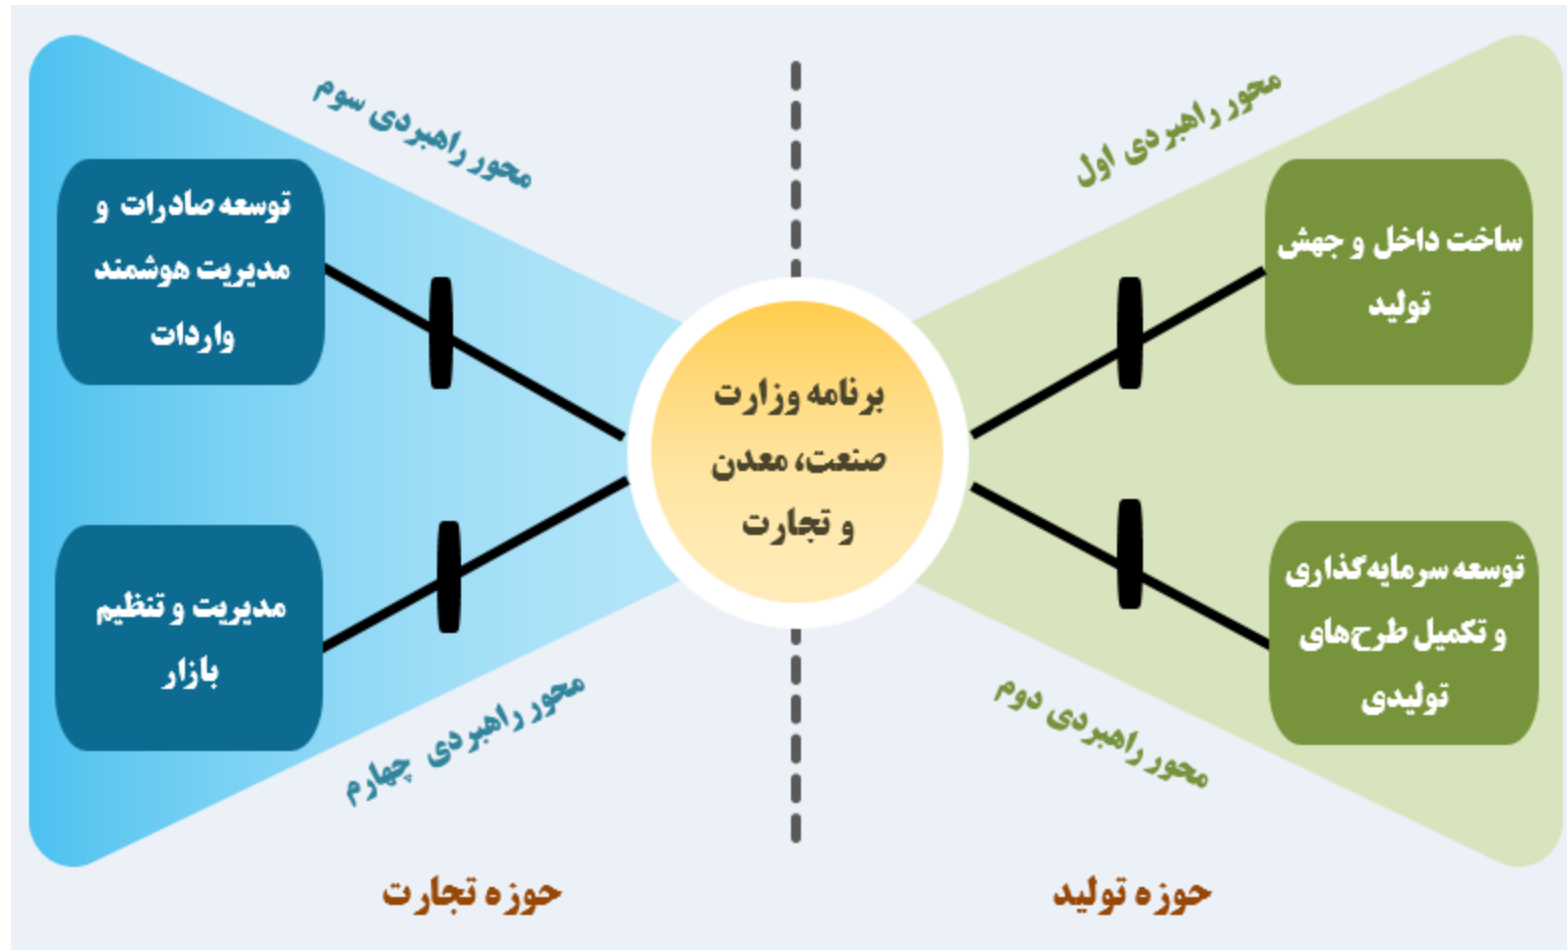 محور راهبردی اول
ساخت داخل و جهش
تولید
محور راهبردی دوم
توسعه سرمایه‌گذاری
و تکمیل طرح‌های
تولیدی
حوزه تولید
برنامه وزارت
صنعت، معدن
و تجارت
محور راهبردی سوم
توسعه صادرات و
مدیریت هوشمند
واردات
محور راهبردی چهارم
مدیریت و تنظیم
بازار
حوزه تجارت